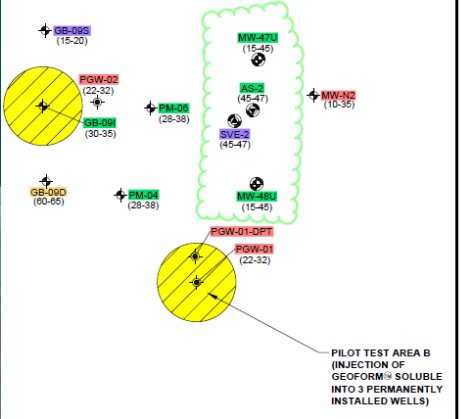 GB-09S
(15-20)
MW-47U
(15-45)
PGW-02
(22-32)
AS-2
(45-47)
MW-N2
(10-35)
PM-06
(28-38)
GB-09I
(30-35)
SVE-2
(45-47)
GB-09D
(60-65)
PM-04
(28-38)
MW-48U
(15-45)
PGW-01-DPT
PGW-01
(22-32)
PILOT TEST AREA B
(INJECTION OF
GEOFORM® SOLUBLE
INTO 3 PERMANENTLY
INSTALLED WELLS)